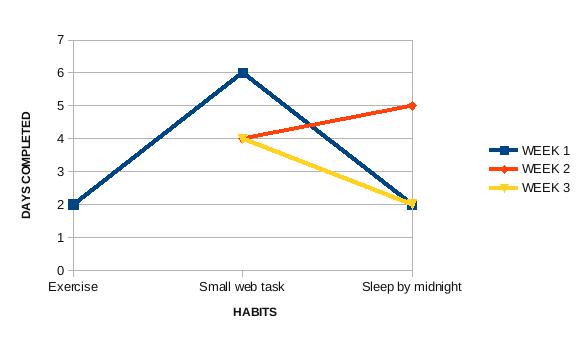 7
6
5
4
3
2
1
0
DAYS COMPLETED
Exercise
Small web task
Sleep by midnight
HABITS
WEEK 1
WEEK 2
WEEK 3